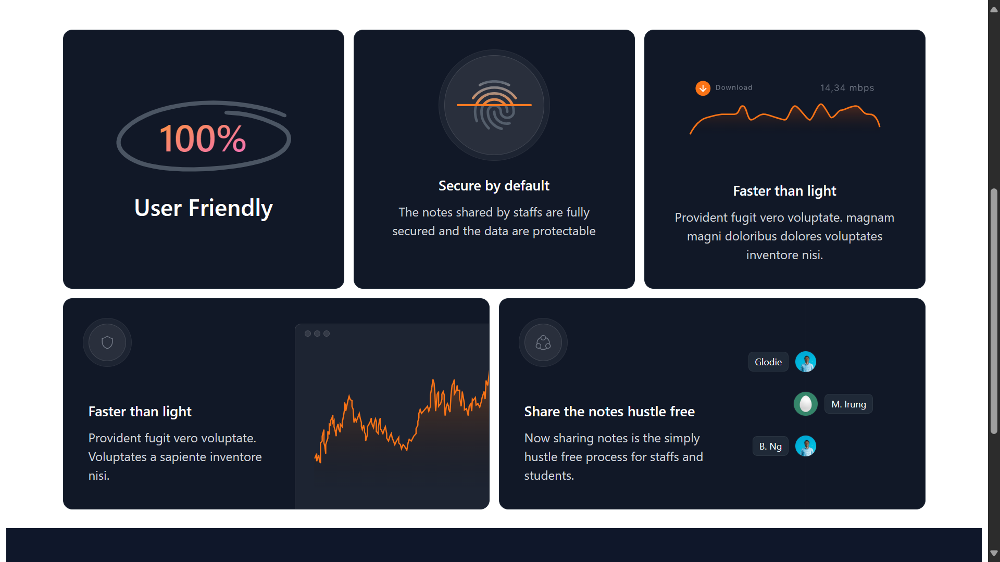 100%
User Friendly
Secure by default
The notes shared by staffs are fully
secured and the data are protectable
Download
14,34 mbps
Faster than light
Provident fugit vero voluptate. magnam
magni doloribus dolores voluptates
inventore nisi.
Faster than light
Provident fugit vero voluptate.
Voluptates a sapiente inventore
nisi.
Share the notes hustle free
Now sharing notes is the simply
hustle free process for staffs and
students.
Glodie
M. Irung
B. Ng